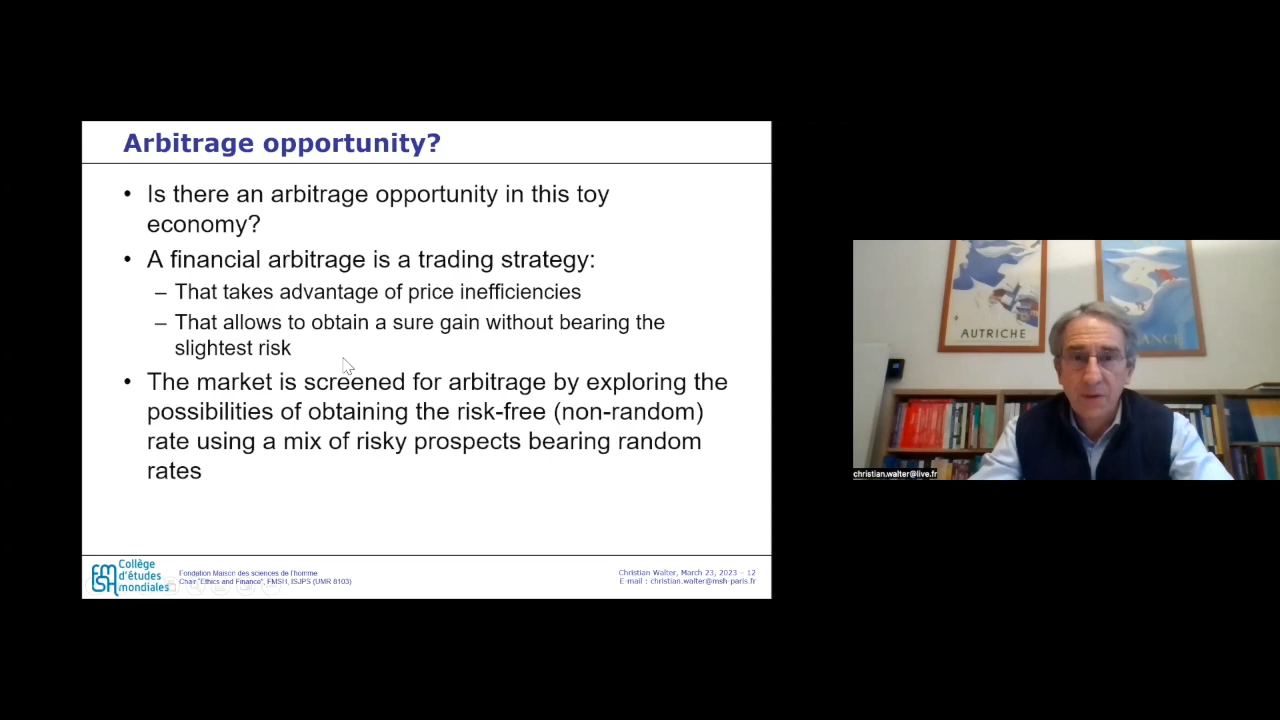 Arbitrage opportunity?
• Is there an arbitrage opportunity in this toy
economy?
• A financial arbitrage is a trading strategy:
– That takes advantage of price inefficiencies
– That allows to obtain a sure gain without bearing the
slightest risk
• The market is screened for arbitrage by exploring the
possibilities of obtaining the risk-free (non-random)
rate using a mix of risky prospects bearing random
rates
FMSH
Collège
d'études
mondiales
Fondation Maison des sciences de l'homme
Chair "Ethics and Finance", FMSH, ISJPS (UMR 8103)
Christian Walter, March 23, 2023 – 12
E-mail : christian.walter@msh-paris.fr
AUTRICHE
christian.walter@live.fr